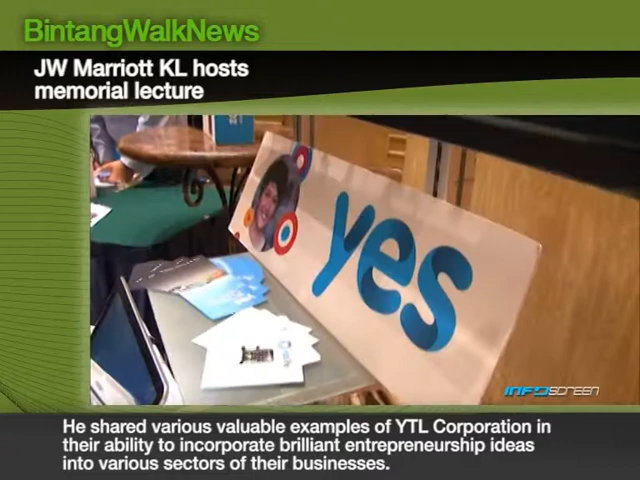 BintangWalkNews
JW Marriott KL hosts
memorial lecture
yes
INFOSCREEN
He shared various valuable examples of YTL Corporation in
their ability to incorporate brilliant entrepreneurship ideas
into various sectors of their businesses.